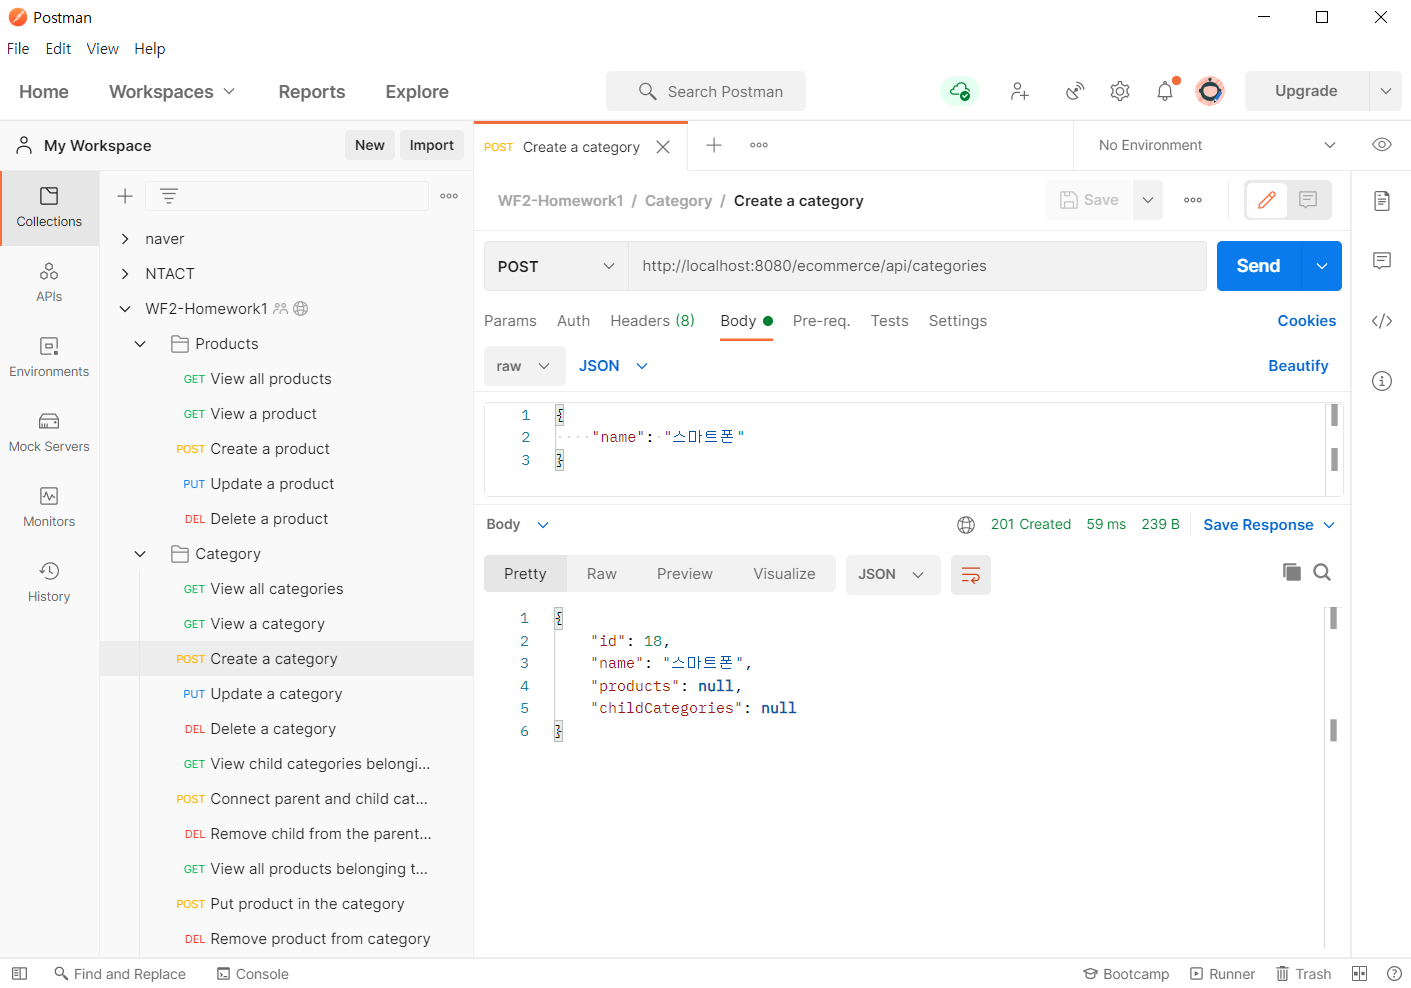 Postman
File Edit View Help
Home Workspaces Reports Explore Search Postman Upgrade
My Workspace New Import
POST Create a category
No Environment
Collections
APIs
Environments
Mock Servers
Monitors
History
naver
NTACT
WF2-Homework1
Products
GET View all products
GET View a product
POST Create a product
PUT Update a product
DEL Delete a product
Category
GET View all categories
GET View a category
POST Create a category
PUT Update a category
DEL Delete a category
GET View child categories belongi...
POST Connect parent and child cat...
DEL Remove child from the parent...
GET View all products belonging t...
POST Put product in the category
DEL Remove product from category
WF2-Homework1 / Category / Create a category Save
POST http://localhost:8080/ecommerce/api/categories Send
Params Auth Headers (8) Body Pre-req. Tests Settings Cookies
raw JSON Beautify
1 {
2 "name": "스마트폰"
3 }
Body 201 Created 59 ms 239 B Save Response
Pretty Raw Preview Visualize JSON
1 {
2 "id": 18,
3 "name": "스마트폰",
4 "products": null,
5 "childCategories": null
6 }
Find and Replace Console Bootcamp Runner Trash